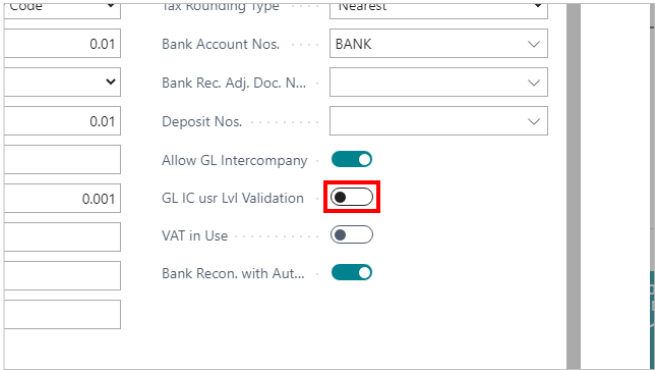 Code
Tax Rounding Type
Nearest
0.01
Bank Account Nos.
BANK
Bank Rec. Adj. Doc. N...
0.01
Deposit Nos.
Allow GL Intercompany
0.001
GL IC usr Lvl Validation
VAT in Use
Bank Recon. with Aut...